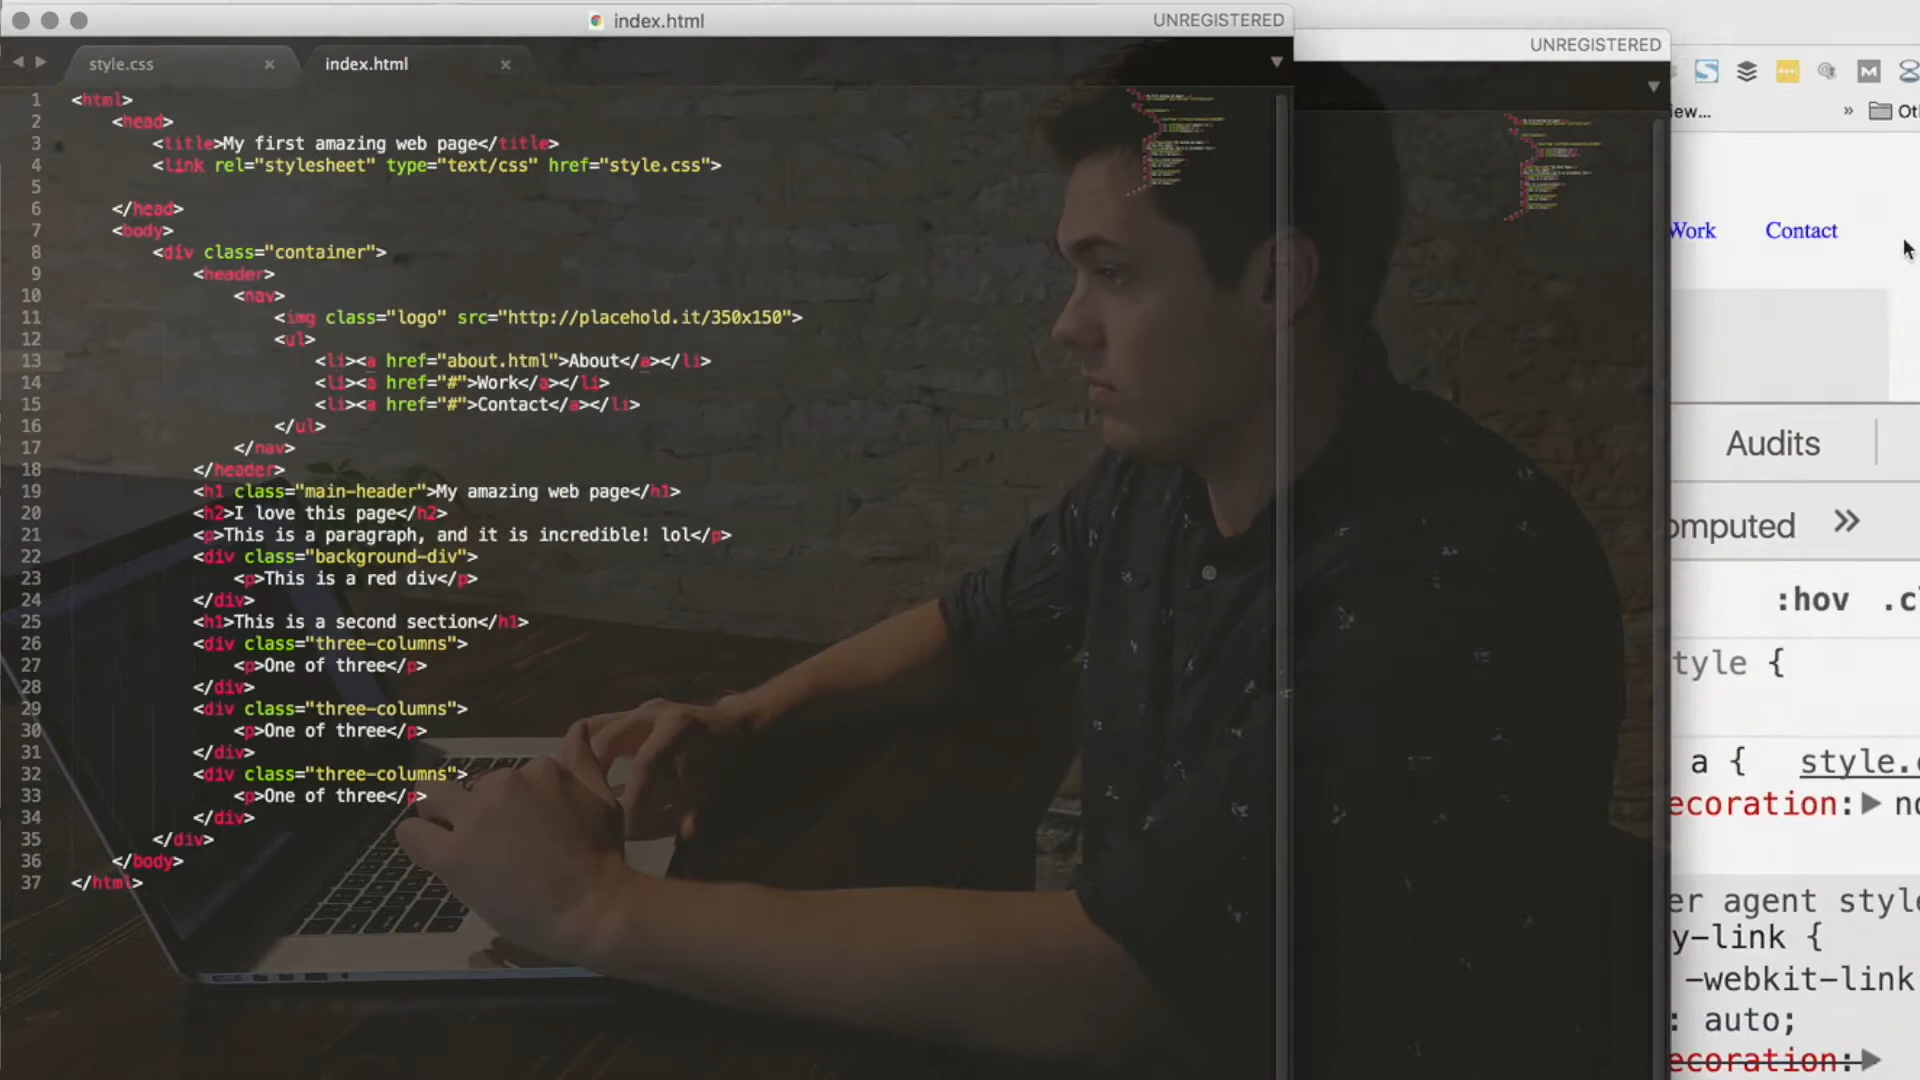 index.html
UNREGISTERED
UNREGISTERED
style.css
index.html
1 <html>
2 <head>
3 <title>My first amazing web page</title>
4 <link rel="stylesheet" type="text/css" href="style.css">
5
6 </head>
7 <body>
8 <div class="container">
9 <header>
10 <nav>
11 <img class="logo" src="http://placehold.it/350x150">
12 <ul>
13 <li><a href="about.html">About</a></li>
14 <li><a href="#">Work</a></li>
15 <li><a href="#">Contact</a></li>
16 </ul>
17 </nav>
18 </header>
19 <h1 class="main-header">My amazing web page</h1>
20 <h2>I love this page</h2>
21 <p>This is a paragraph, and it is incredible! lol</p>
22 <div class="background-div">
23 <p>This is a red div</p>
24 </div>
25 <h1>This is a second section</h1>
26 <div class="three-columns">
27 <p>One of three</p>
28 </div>
29 <div class="three-columns">
30 <p>One of three</p>
31 </div>
32 <div class="three-columns">
33 <p>One of three</p>
34 </div>
35 </div>
36 </body>
37 </html>
iew...
» Oth
Work Contact
Audits
omputed »
:hov .cl
tyle {
a { style.c
ecoration:▶ no
er agent style
y-link {
-webkit-link
: auto;
ecoration:▶